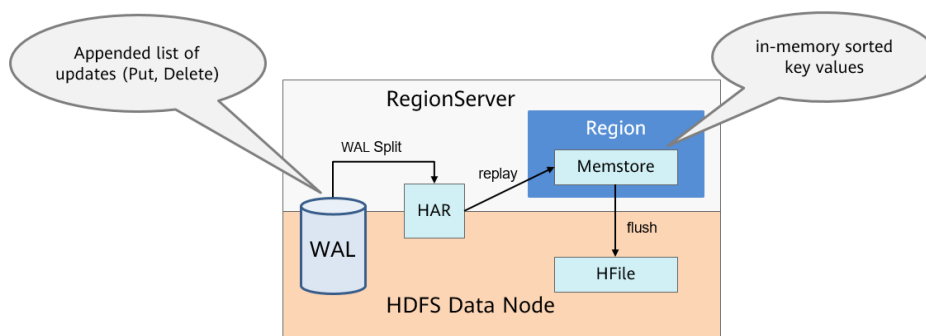 Appended list of
updates (Put, Delete)
in-memory sorted
key values
RegionServer
Region
WAL Split
Memstore
replay
HAR
flush
WAL
HFile
HDFS Data Node